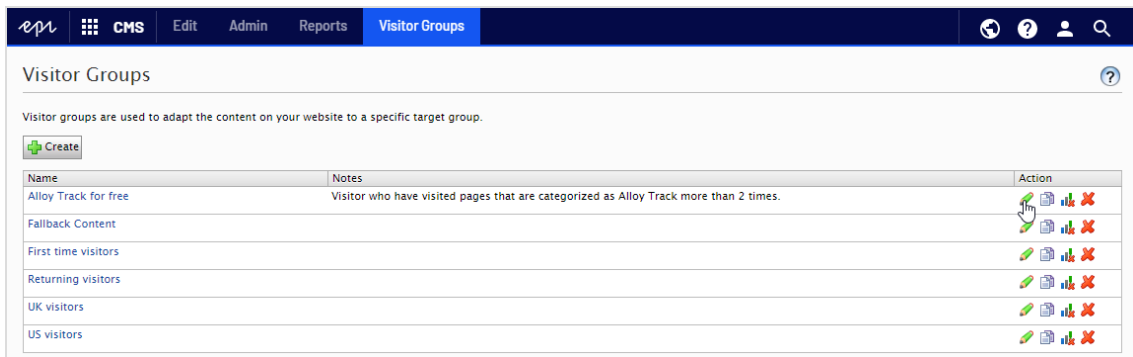 epi CMS Edit Admin Reports Visitor Groups ?
Visitor Groups ?
Visitor groups are used to adapt the content on your website to a specific target group.
Create
Name Notes Action
Alloy Track for free Visitor who have visited pages that are categorized as Alloy Track more than 2 times.
Fallback Content
First time visitors
Returning visitors
UK visitors
US visitors